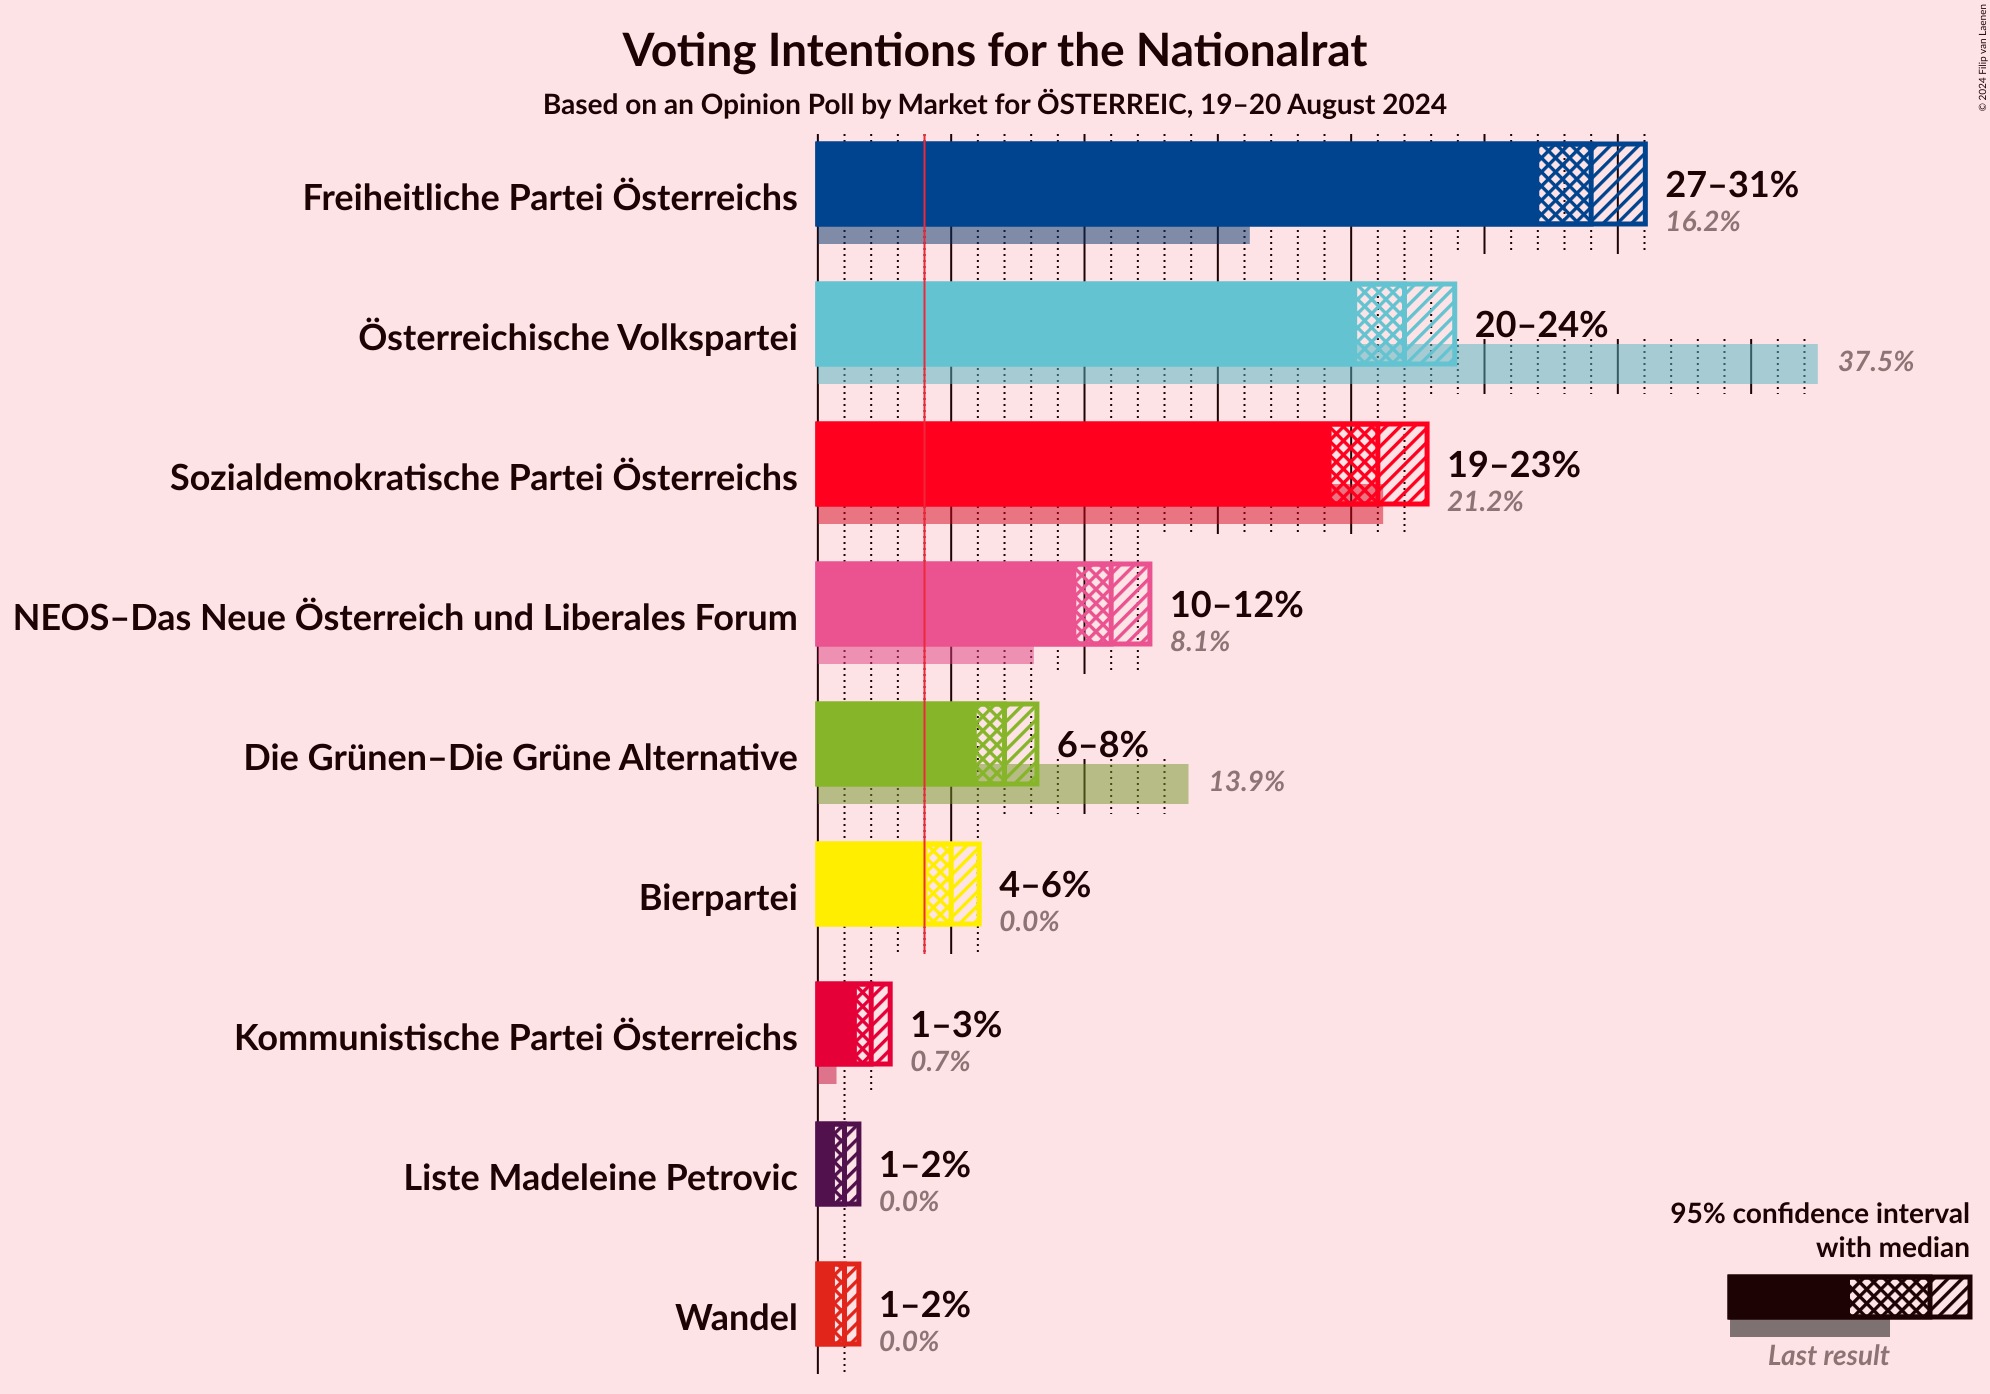 Voting Intentions for the Nationalrat
Based on an Opinion Poll by Market for ÖSTERREIC, 19–20 August 2024
© 2024 Filip van Laenen
Freiheitliche Partei Österreichs
27–31%
16.2%
Österreichische Volkspartei
20–24%
37.5%
Sozialdemokratische Partei Österreichs
19–23%
21.2%
NEOS–Das Neue Österreich und Liberales Forum
10–12%
8.1%
Die Grünen–Die Grüne Alternative
6–8%
13.9%
Bierpartei
4–6%
0.0%
Kommunistische Partei Österreichs
1–3%
0.7%
Liste Madeleine Petrovic
1–2%
0.0%
Wandel
1–2%
0.0%
95% confidence interval
with median
Last result